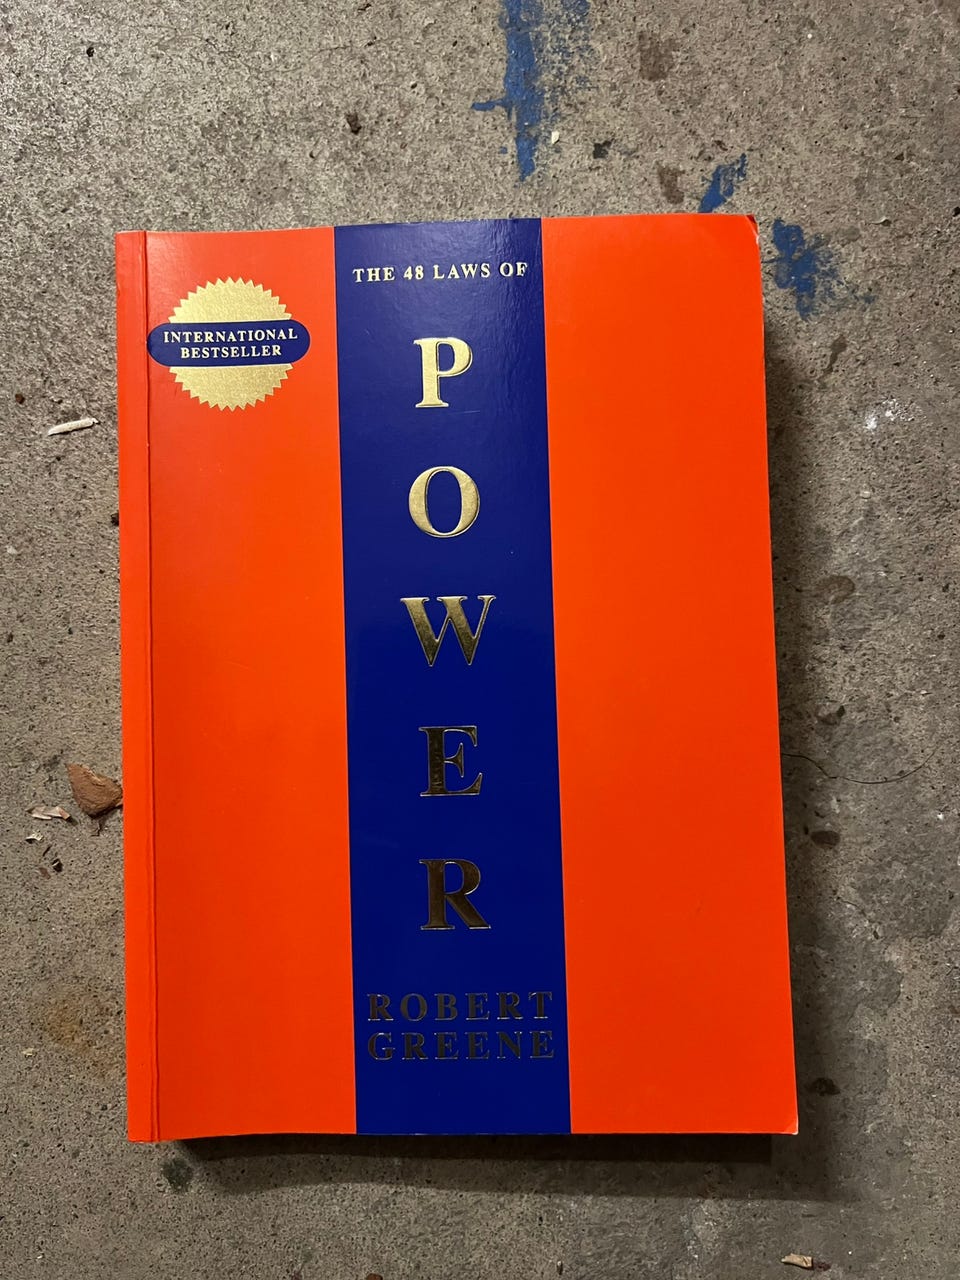 THE 48 LAWS OF
INTERNATIONAL
BESTSELLER
P
O
W
E
R
ROBERT
GREENE